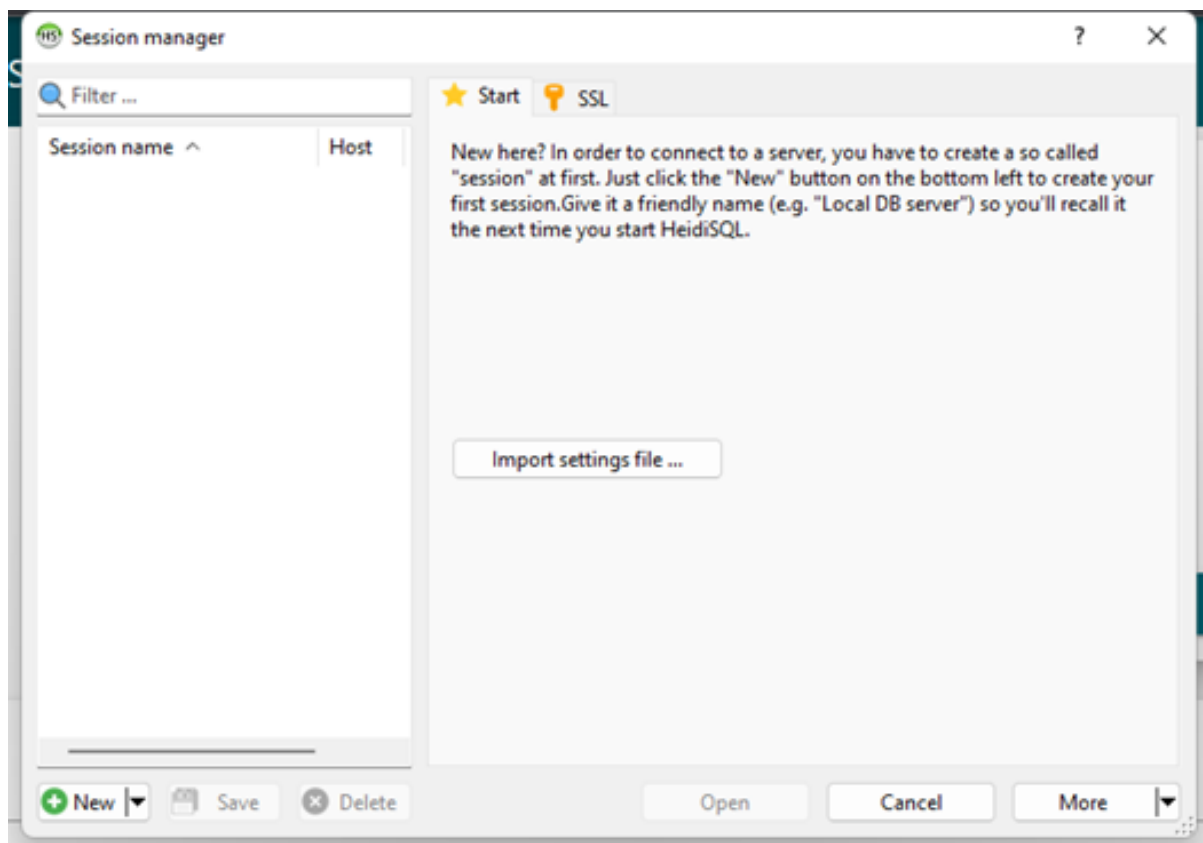 HS Session manager ?
S
Filter ...
Session name Host
Start SSL
New here? In order to connect to a server, you have to create a so called
"session" at first. Just click the "New" button on the bottom left to create your
first session.Give it a friendly name (e.g. "Local DB server") so you'll recall it
the next time you start HeidiSQL.
Import settings file ...
New Save Delete Open Cancel More